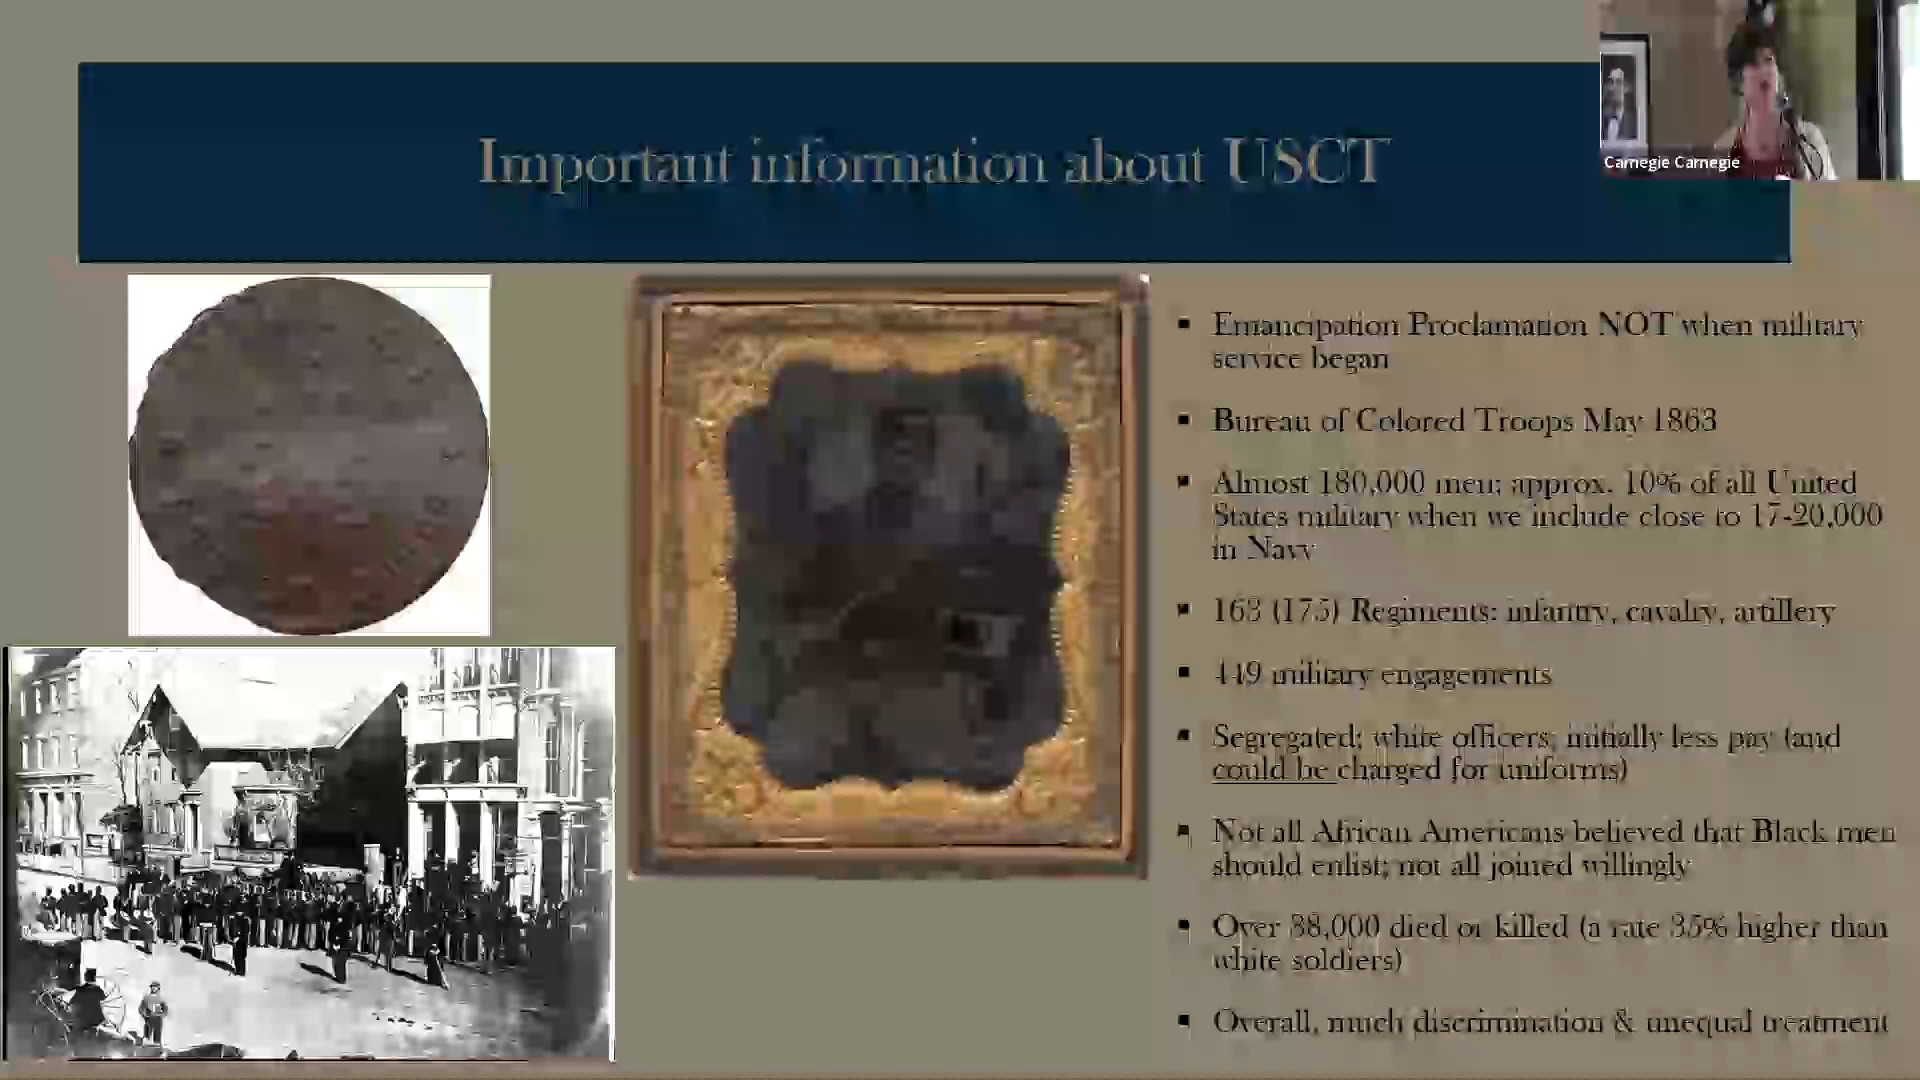 Important information about USCT
Carnegie Carnegie
▪ Emancipation Proclamation NOT when military
service began
▪ Bureau of Colored Troops May 1863
▪ Almost 180,000 men; approx. 10% of all United
States military when we include close to 17-20,000
in Navy
▪ 163 (175) Regiments: infantry, cavalry, artillery
▪ 449 military engagements
▪ Segregated; white officers; initially less pay (and
could be charged for uniforms)
▪ Not all African Americans believed that Black men
should enlist; not all joined willingly
▪ Over 38,000 died or killed (a rate 35% higher than
white soldiers)
▪ Overall, much discrimination & unequal treatment